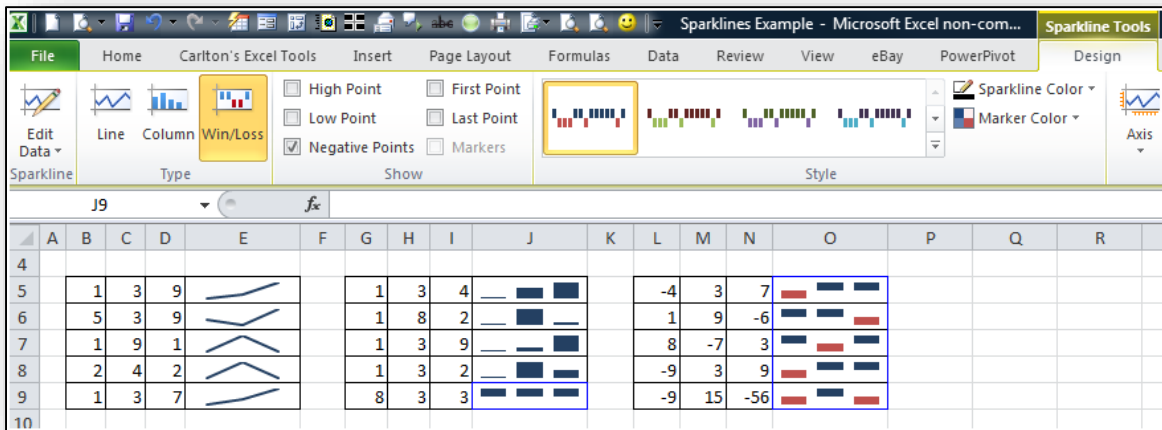 Sparklines Example - Microsoft Excel non-com... Sparkline Tools
File Home Carlton's Excel Tools Insert Page Layout Formulas Data Review View eBay PowerPivot Design
High Point First Point Sparkline Color
Low Point Last Point Marker Color
Edit Data Line Column Win/Loss Negative Points Markers Axis
Sparkline Type Show Style
J9 fx
A B C D E F G H I J K L M N O P Q R
4
5 1 3 9 1 3 4 -4 3 7
6 5 3 9 1 8 2 1 9 -6
7 1 9 1 1 3 9 8 -7 3
8 2 4 2 1 3 2 -9 3 9
9 1 3 7 8 3 3 -9 15 -56
10